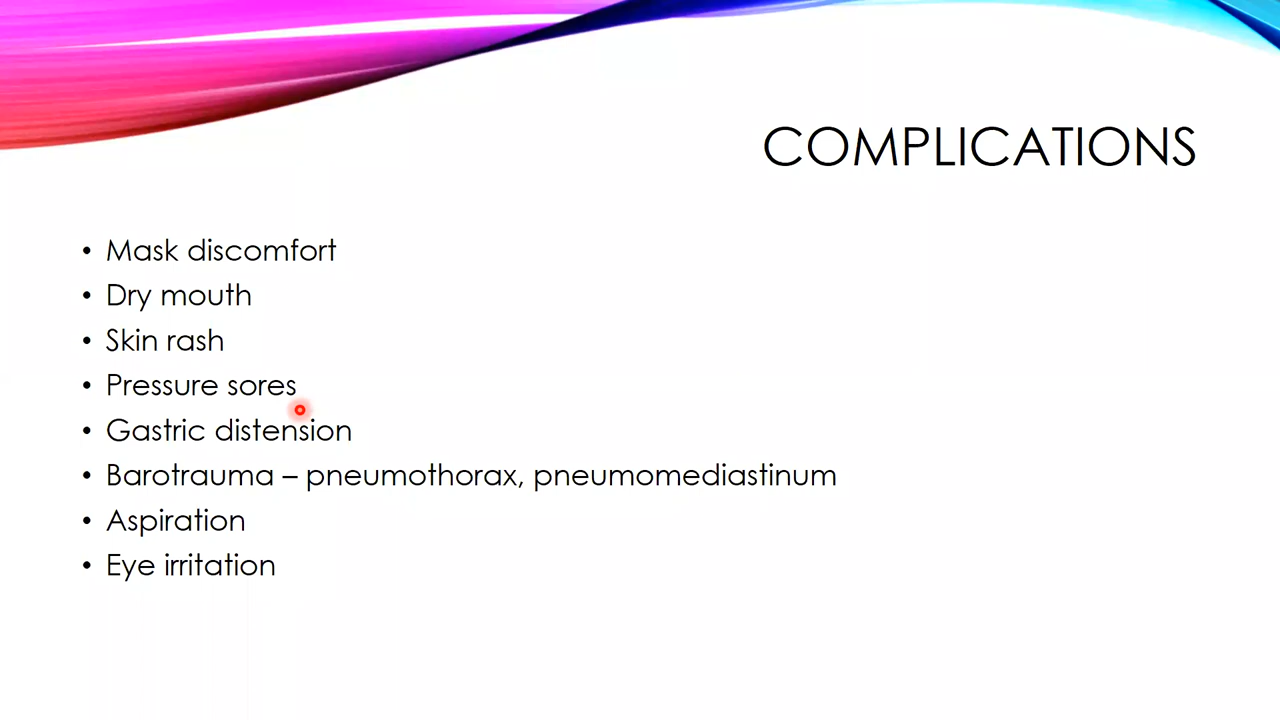 COMPLICATIONS
• Mask discomfort
• Dry mouth
• Skin rash
• Pressure sores
• Gastric distension
• Barotrauma – pneumothorax, pneumomediastinum
• Aspiration
• Eye irritation